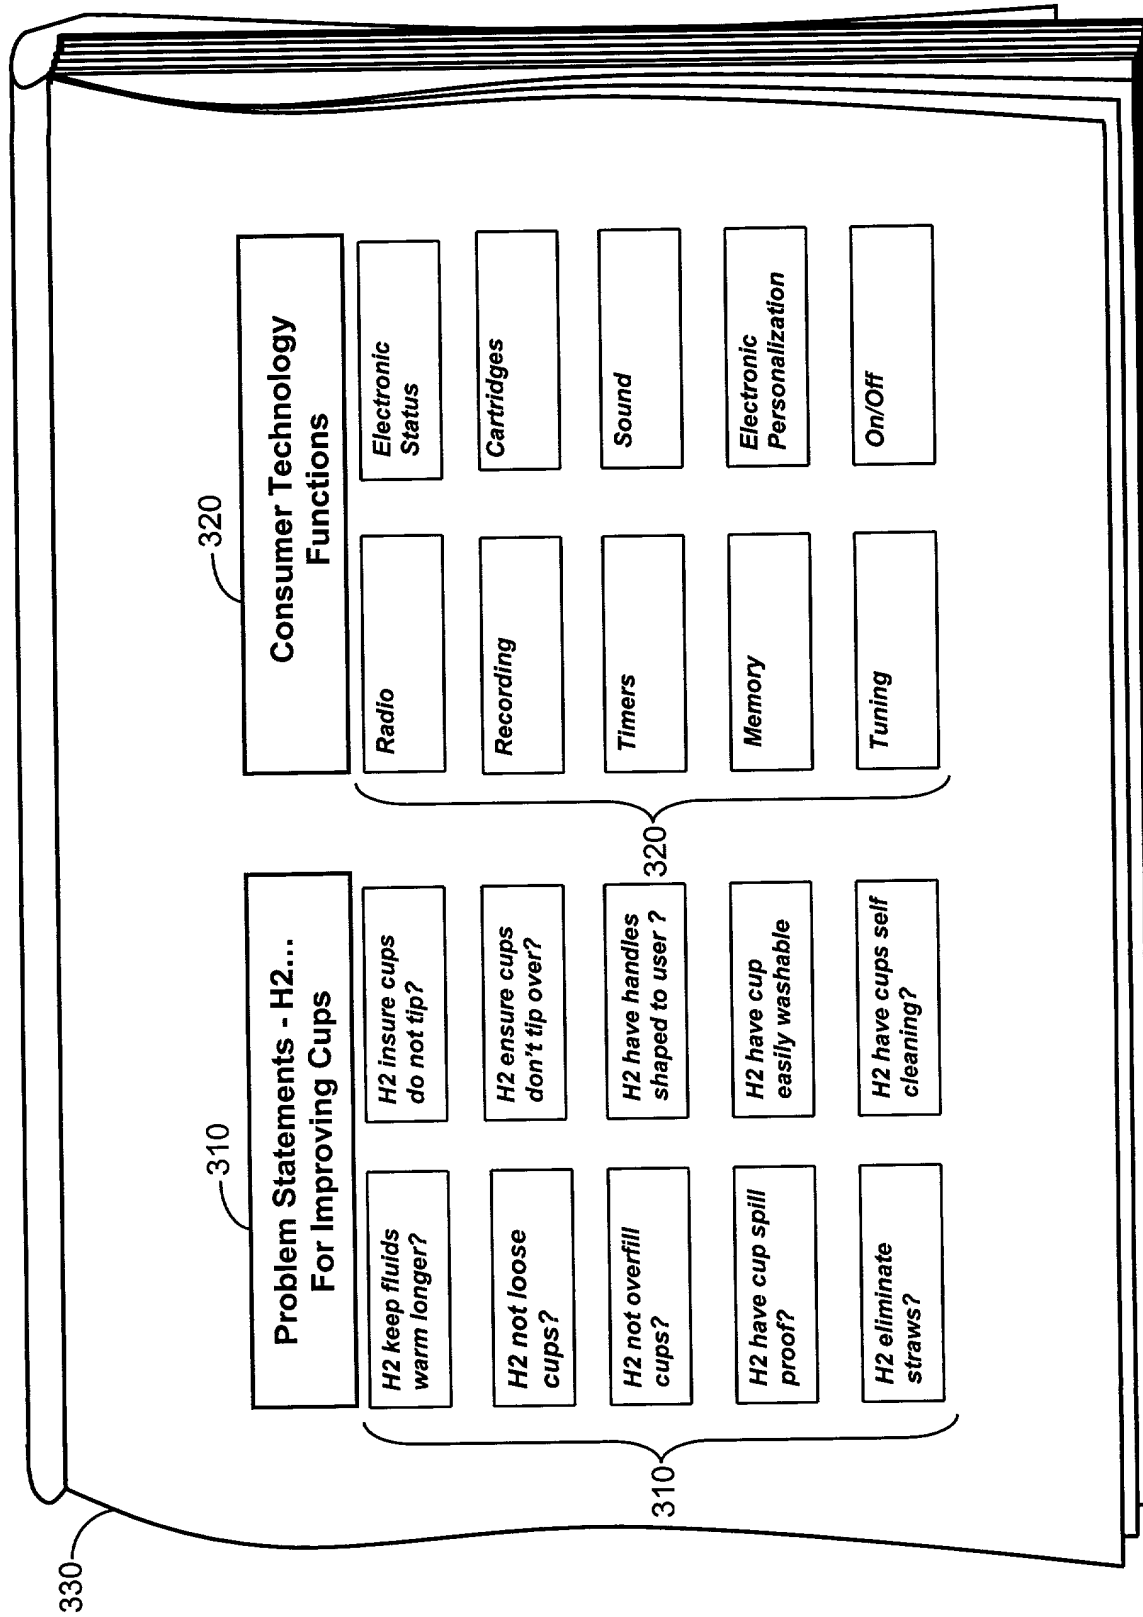 330
310
Problem Statements - H2...
For Improving Cups
H2 keep fluids
warm longer?
H2 insure cups
do not tip?
H2 not loose
cups?
H2 ensure cups
don't tip over?
H2 not overfill
cups?
H2 have handles
shaped to user ?
H2 have cup spill
proof?
H2 have cup
easily washable
H2 eliminate
straws?
H2 have cups self
cleaning?
310
320
Consumer Technology
Functions
Radio
Electronic
Status
Recording
Cartridges
Timers
Sound
Memory
Electronic
Personalization
Tuning
On/Off
320